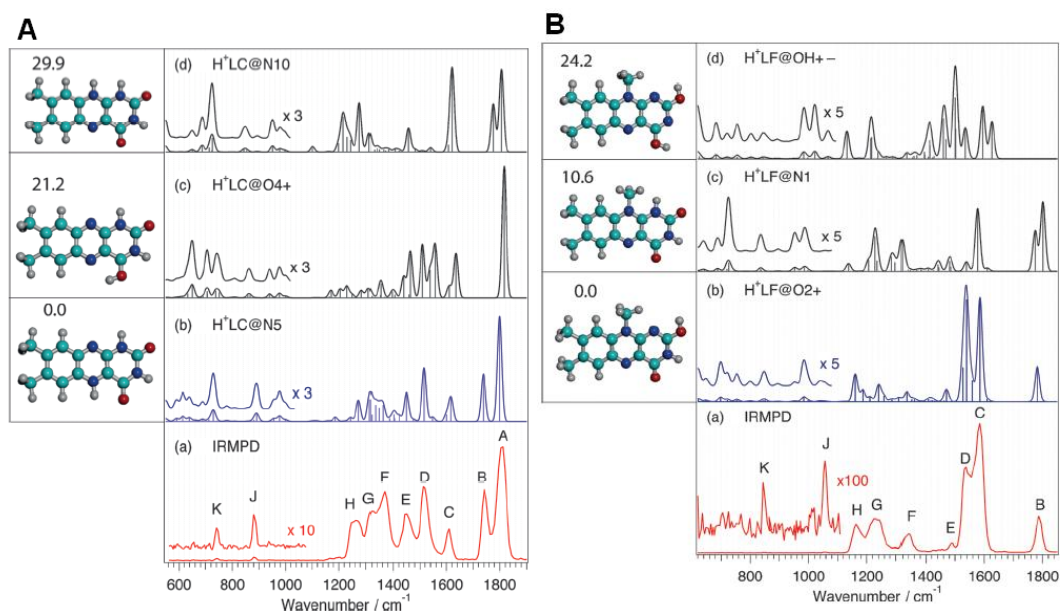 A
29.9
(d) H+LC@N10
x 3
21.2
(c) H+LC@O4+
x 3
0.0
(b) H+LC@N5
x 3
(a) IRMPD
K J x 10 H G F E D C B A
600 800 1000 1200 1400 1600 1800
Wavenumber / cm-1
B
24.2
(d) H+LF@OH+−
x 5
10.6
(c) H+LF@N1
x 5
0.0
(b) H+LF@O2+
x 5
(a) IRMPD
K J x100 H G F E D C B
800 1000 1200 1400 1600 1800
Wavenumber / cm-1